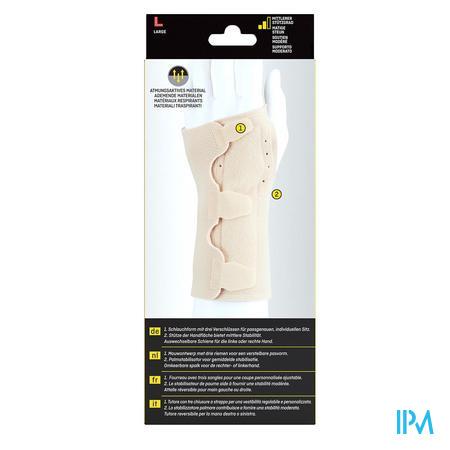 L
LARGE
MITTLERER
STÜTZGRAD
MATIGE
STEUN
SOUTIEN
MODÉRÉ
SUPPORTO
MODERATO
ATMUNGSAKTIVES MATERIAL
ADEMENDE MATERIALEN
MATÉRIAUX RESPIRANTS
MATERIALI TRASPIRANTI
1
2
de
1. Schlauchform mit drei Verschlüssen für passgenauen, individuellen Sitz.
2. Stütze der Handfläche bietet mittlere Stabilität.
Auswechselbare Schiene für die linke oder rechte Hand.
nl
1. Mouwontwerp met drie riemen voor een verstelbare pasvorm.
2. Palmstabilisator voor gemiddelde stabilisatie.
Omkeerbare spalk voor de rechter- of linkerhand.
fr
1. Fourreau avec trois sangles pour une coupe personnalisée ajustable.
2. Le stabilisateur de paume aide à fournir une stabilité modérée.
Attelle réversible pour main gauche ou droite.
it
1. Tutore con tre chiusure a strappo per una vestibilità regolabile e personalizzata.
2. Lo stabilizzatore palmare contribuisce a fornire una stabilità moderata.
Tutore reversibile per la mano destra o sinistra.
IPM